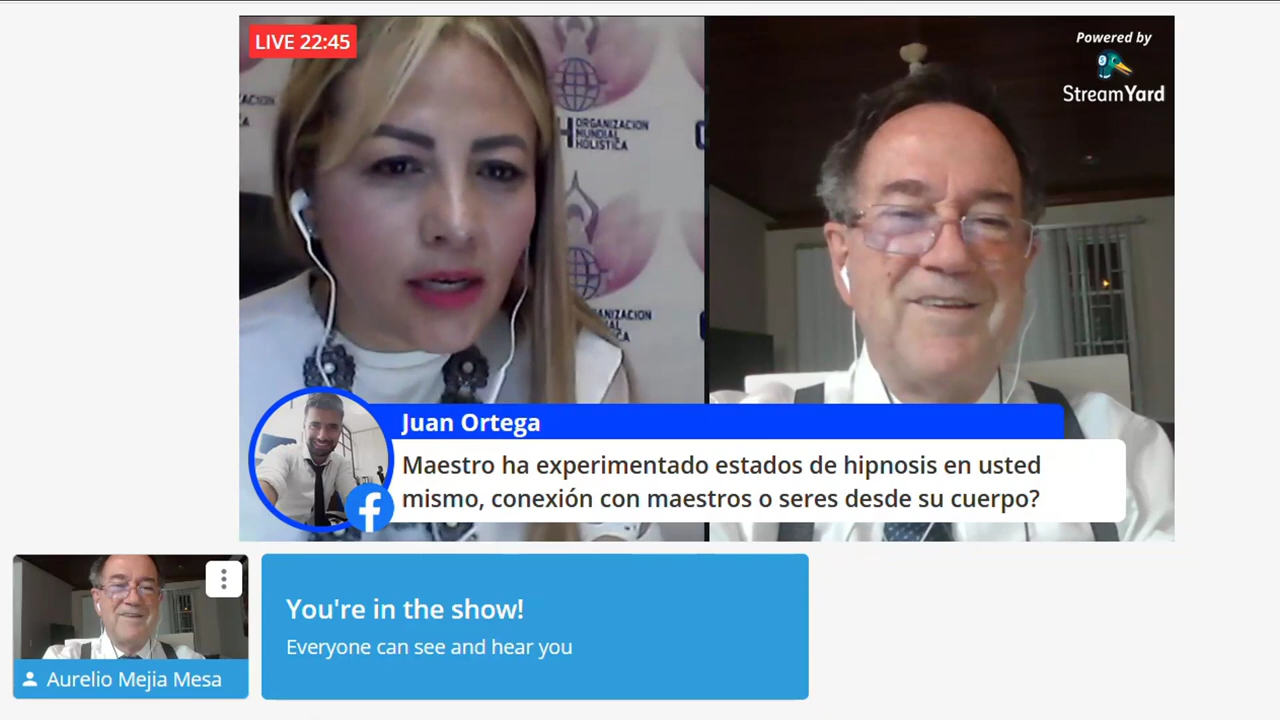 LIVE 22:45
Powered by
StreamYard
ORGANIZACION
MUNDIAL
HOLISTICA
Juan Ortega
Maestro ha experimentado estados de hipnosis en usted
mismo, conexión con maestros o seres desde su cuerpo?
Aurelio Mejia Mesa
You're in the show!
Everyone can see and hear you